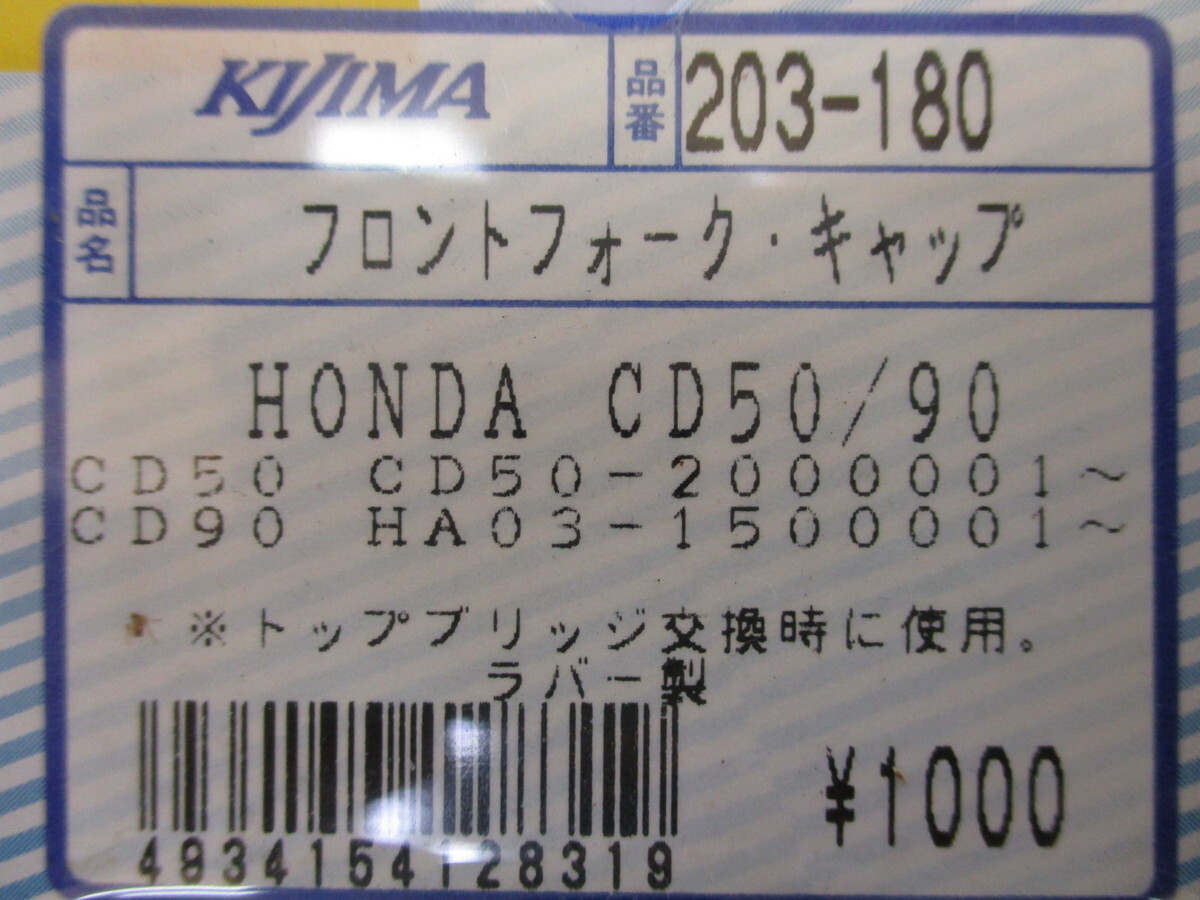 KIJIMA 品番 203-180
品名 フロントフォーク・キャップ
HONDA CD50/90
CD50 CD50-2000001～
CD90 HA03-1500001～
※トップブリッジ交換時に使用。
ラバー製
¥1000
4934154128319